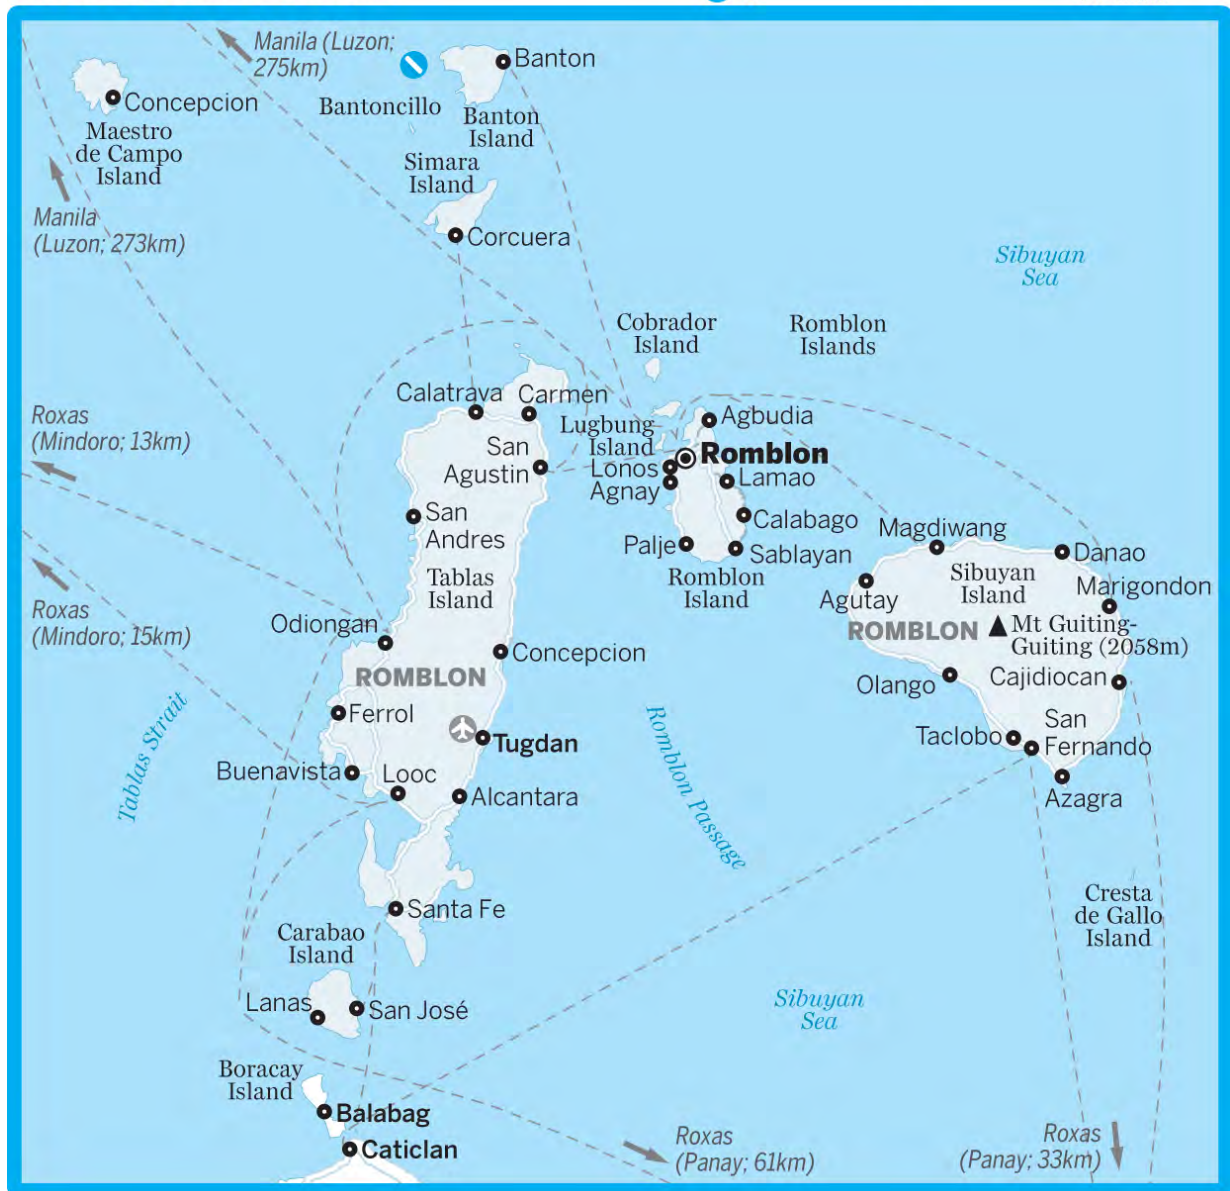 Manila (Luzon;
275km)
Banton
Bantoncillo
Banton
Island
Concepcion
Maestro
de Campo
Island
Simara
Island
Manila
(Luzon; 273km)
Corcuera
Sibuyan
Sea
Cobrador
Island
Romblon
Islands
Calatrava
Carmen
Roxas
(Mindoro; 13km)
Lugbung
Island
Agbudia
San
Agustin
Romblon
Lonos
Agnay
Lamao
San
Andres
Calabago
Magdiwang
Palje
Sablayan
Danao
Tablas
Island
Romblon
Island
Sibuyan
Island
Agutay
Marigondon
Roxas
(Mindoro; 15km)
Odiongan
ROMBLON
Mt Guiting-
Guiting (2058m)
Concepcion
ROMBLON
Olango
Cajidiocan
Ferrol
Tablas Strait
Romblon Passage
Tugdan
Taclobo
San
Fernando
Buenavista
Looc
Alcantara
Azagra
Santa Fe
Cresta
de Gallo
Island
Carabao
Island
Lanas
San José
Sibuyan
Sea
Boracay
Island
Balabag
Caticlan
Roxas
(Panay; 61km)
Roxas
(Panay; 33km)